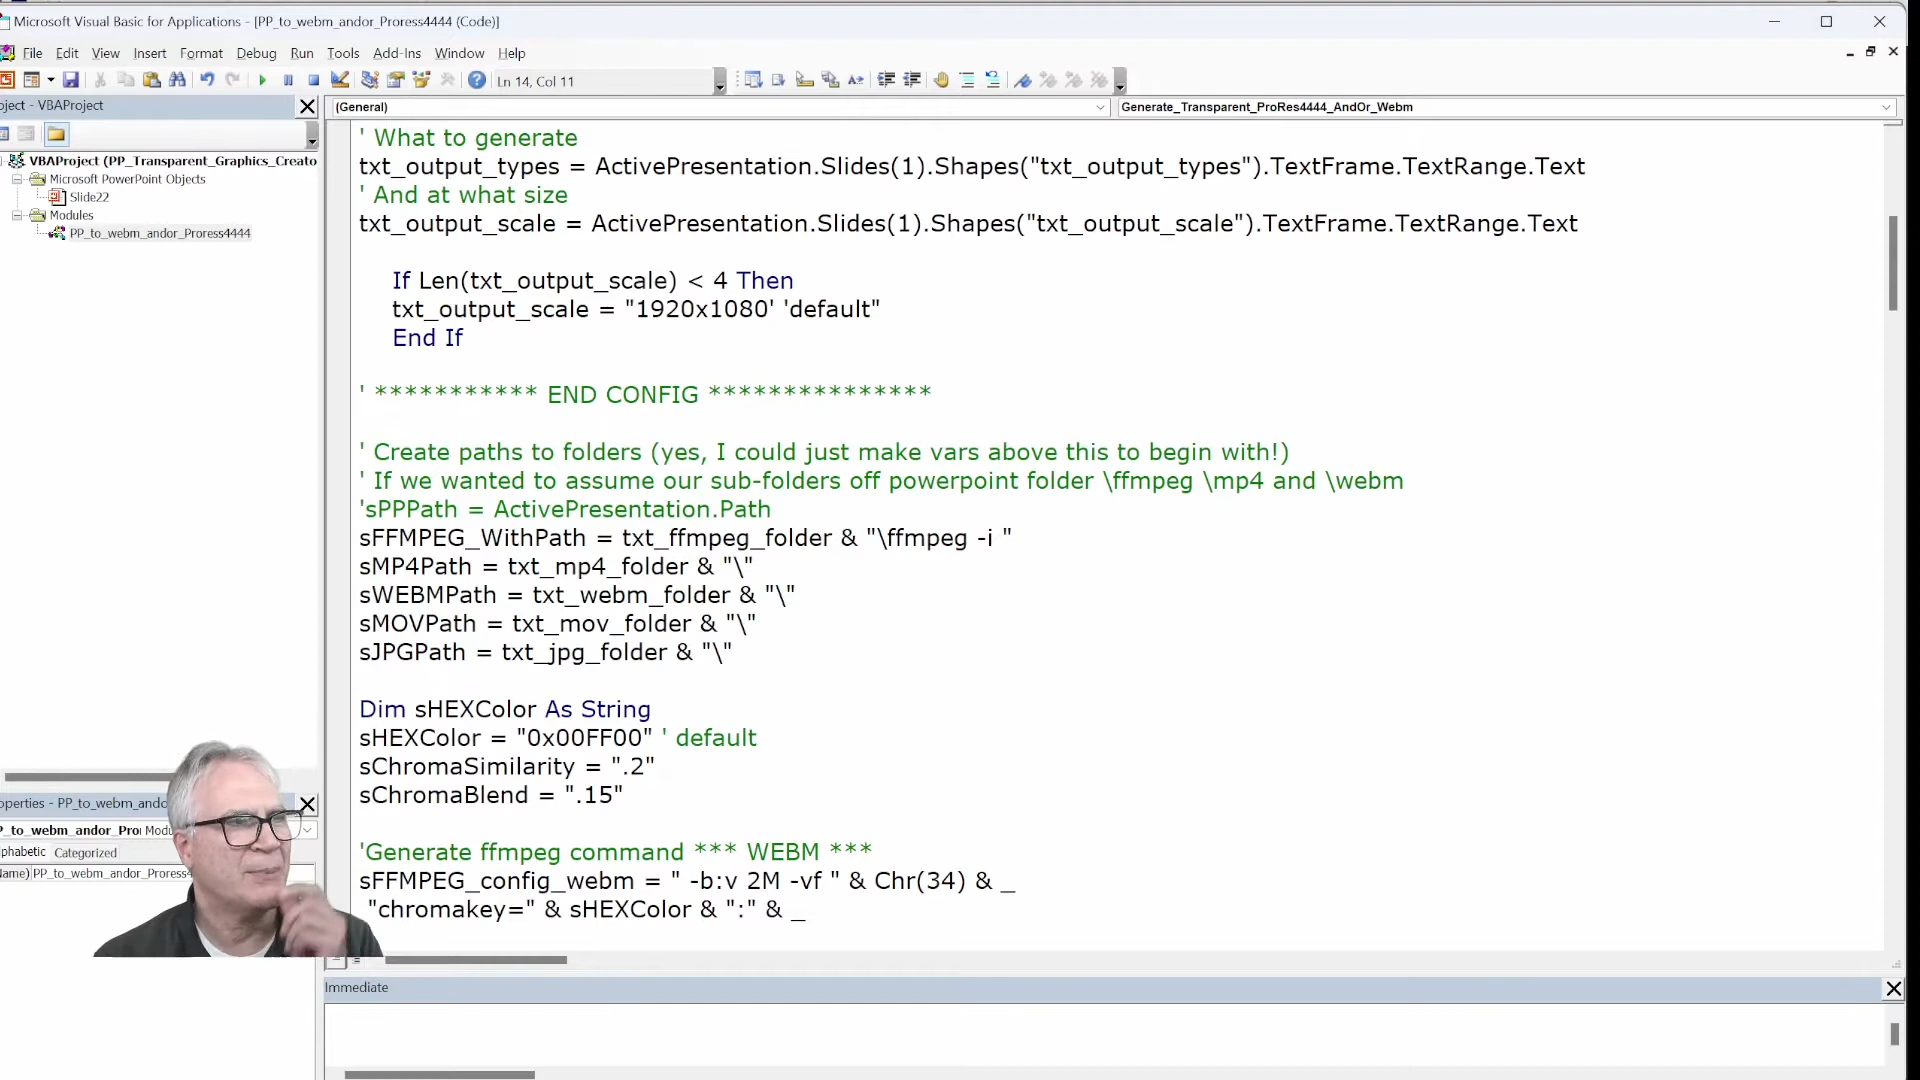 Microsoft Visual Basic for Applications - [PP_to_webm_andor_Proress4444 (Code)]
File Edit View Insert Format Debug Run Tools Add-Ins Window Help
Ln 14, Col 11
oject - VBAProject
VBAProject (PP_Transparent_Graphics_Creato
Microsoft PowerPoint Objects
Slide22
Modules
PP_to_webm_andor_Proress4444
(General)
Generate_Transparent_ProRes4444_AndOr_Webm
' What to generate
txt_output_types = ActivePresentation.Slides(1).Shapes("txt_output_types").TextFrame.TextRange.Text
' And at what size
txt_output_scale = ActivePresentation.Slides(1).Shapes("txt_output_scale").TextFrame.TextRange.Text
If Len(txt_output_scale) < 4 Then
txt_output_scale = "1920x1080' 'default"
End If
' *********** END CONFIG ***************
' Create paths to folders (yes, I could just make vars above this to begin with!)
' If we wanted to assume our sub-folders off powerpoint folder \ffmpeg \mp4 and \webm
'sPPPath = ActivePresentation.Path
sFFMPEG_WithPath = txt_ffmpeg_folder & "\ffmpeg -i "
sMP4Path = txt_mp4_folder & "\"
sWEBMPath = txt_webm_folder & "\"
sMOVPath = txt_mov_folder & "\"
sJPGPath = txt_jpg_folder & "\"
Dim sHEXColor As String
sHEXColor = "0x00FF00" ' default
sChromaSimilarity = ".2"
sChromaBlend = ".15"
'Generate ffmpeg command *** WEBM ***
sFFMPEG_config_webm = " -b:v 2M -vf " & Chr(34) & _
"chromakey=" & sHEXColor & ":" & _
operties - PP_to_webm_ando
P_to_webm_andor_Pro Modu
phabetic Categorized
ame) PP_to_webm_andor_Proress4
Immediate